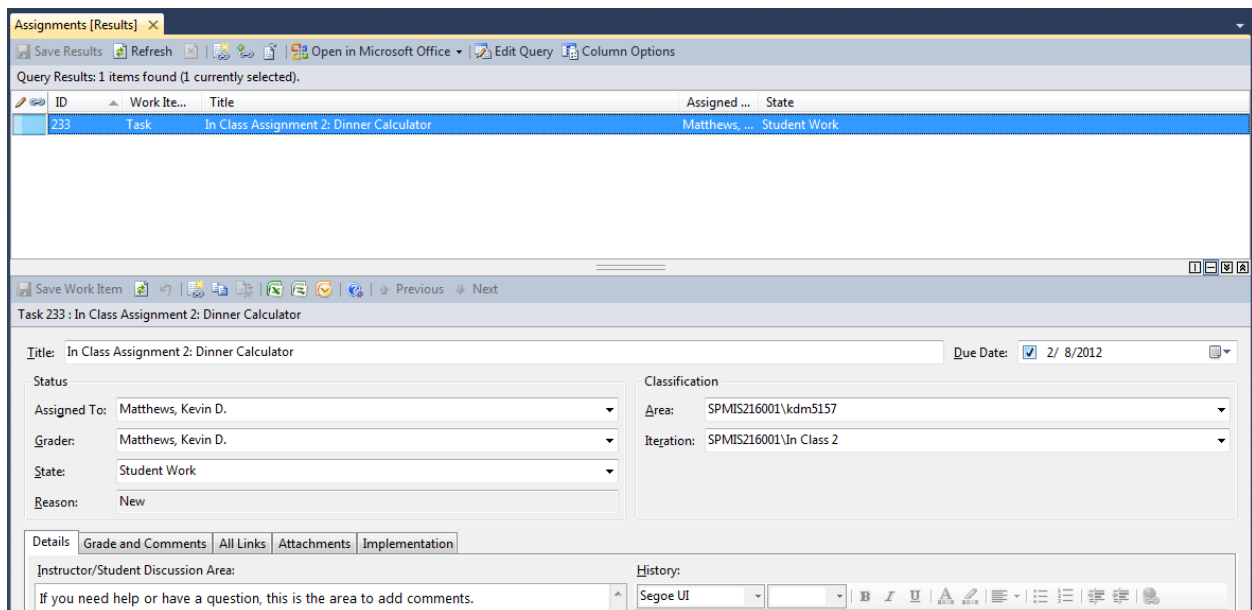 Assignments [Results]
Save Results Refresh Open in Microsoft Office Edit Query Column Options
Query Results: 1 items found (1 currently selected).
ID Work Ite... Title Assigned ... State
233 Task In Class Assignment 2: Dinner Calculator Matthews, ... Student Work
Save Work Item Previous Next
Task 233 : In Class Assignment 2: Dinner Calculator
Title: In Class Assignment 2: Dinner Calculator Due Date: 2/ 8/2012
Status Classification
Assigned To: Matthews, Kevin D. Area: SPMIS216001\kdm5157
Grader: Matthews, Kevin D. Iteration: SPMIS216001\In Class 2
State: Student Work
Reason: New
Details Grade and Comments All Links Attachments Implementation
Instructor/Student Discussion Area: History:
If you need help or have a question, this is the area to add comments. Segoe UI B I U A